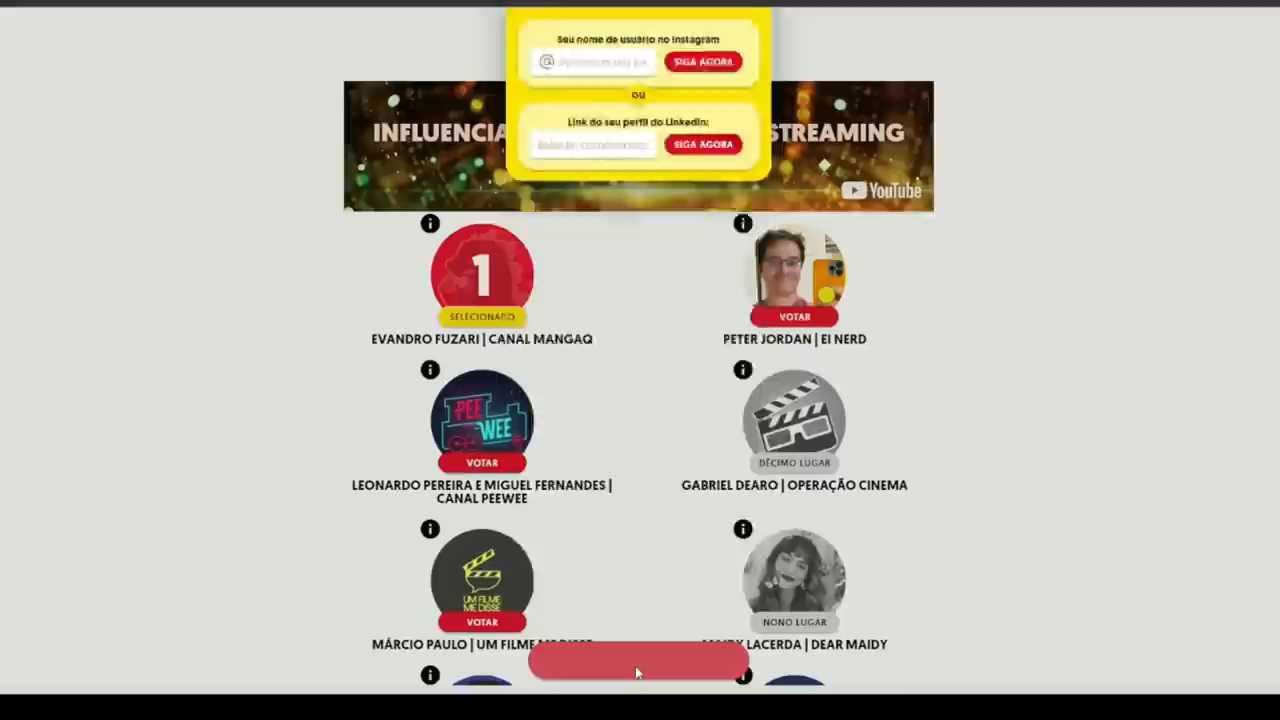 Seu nome de usuário no Instagram
@
SIGA AGORA
ou
Link do seu perfil do Linkedin:
SIGA AGORA
INFLUENCIA
STREAMING
YouTube
1
SELECIONADO
VOTAR
EVANDRO FUZARI | CANAL MANGAQ
PETER JORDAN | EI NERD
PEE
WEE
VOTAR
DÉCIMO LUGAR
LEONARDO PEREIRA E MIGUEL FERNANDES |
CANAL PEEWEE
GABRIEL DEARO | OPERAÇÃO CINEMA
UM FILME
ME DISSE
VOTAR
NONO LUGAR
MÁRCIO PAULO | UM FILME ME DISSE
LACERDA | DEAR MAIDY